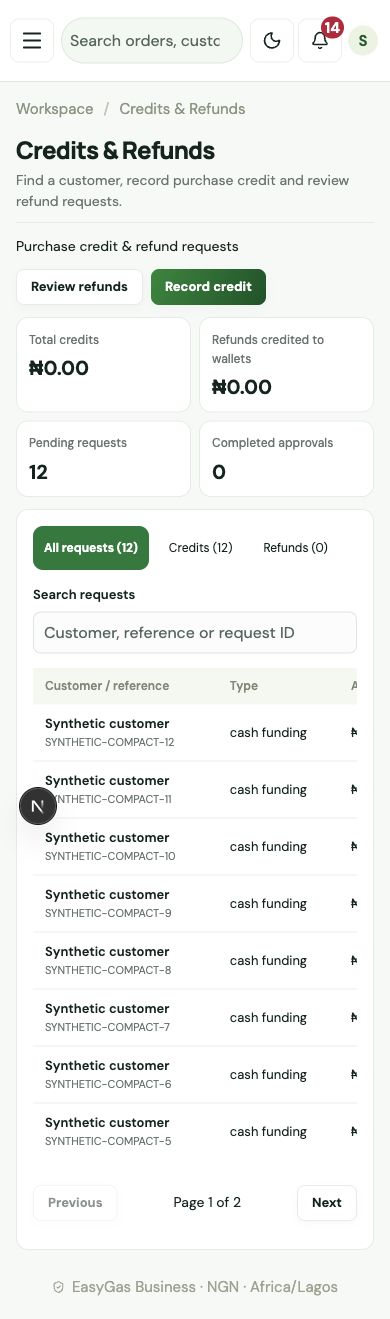 Search orders, custo
14
S
Workspace / Credits & Refunds
Credits & Refunds
Find a customer, record purchase credit and review
refund requests.
Purchase credit & refund requests
Review refunds
Record credit
Total credits
₦0.00
Refunds credited to
wallets
₦0.00
Pending requests
12
Completed approvals
0
All requests (12)
Credits (12)
Refunds (0)
Search requests
Customer, reference or request ID
Customer / reference Type
Synthetic customer
SYNTHETIC-COMPACT-12
cash funding
Synthetic customer
NTHETIC-COMPACT-11
cash funding
N
Synthetic customer
SYNTHETIC-COMPACT-10
cash funding
Synthetic customer
SYNTHETIC-COMPACT-9
cash funding
Synthetic customer
SYNTHETIC-COMPACT-8
cash funding
Synthetic customer
SYNTHETIC-COMPACT-7
cash funding
Synthetic customer
SYNTHETIC-COMPACT-6
cash funding
Synthetic customer
SYNTHETIC-COMPACT-5
cash funding
Previous
Page 1 of 2
Next
EasyGas Business · NGN · Africa/Lagos